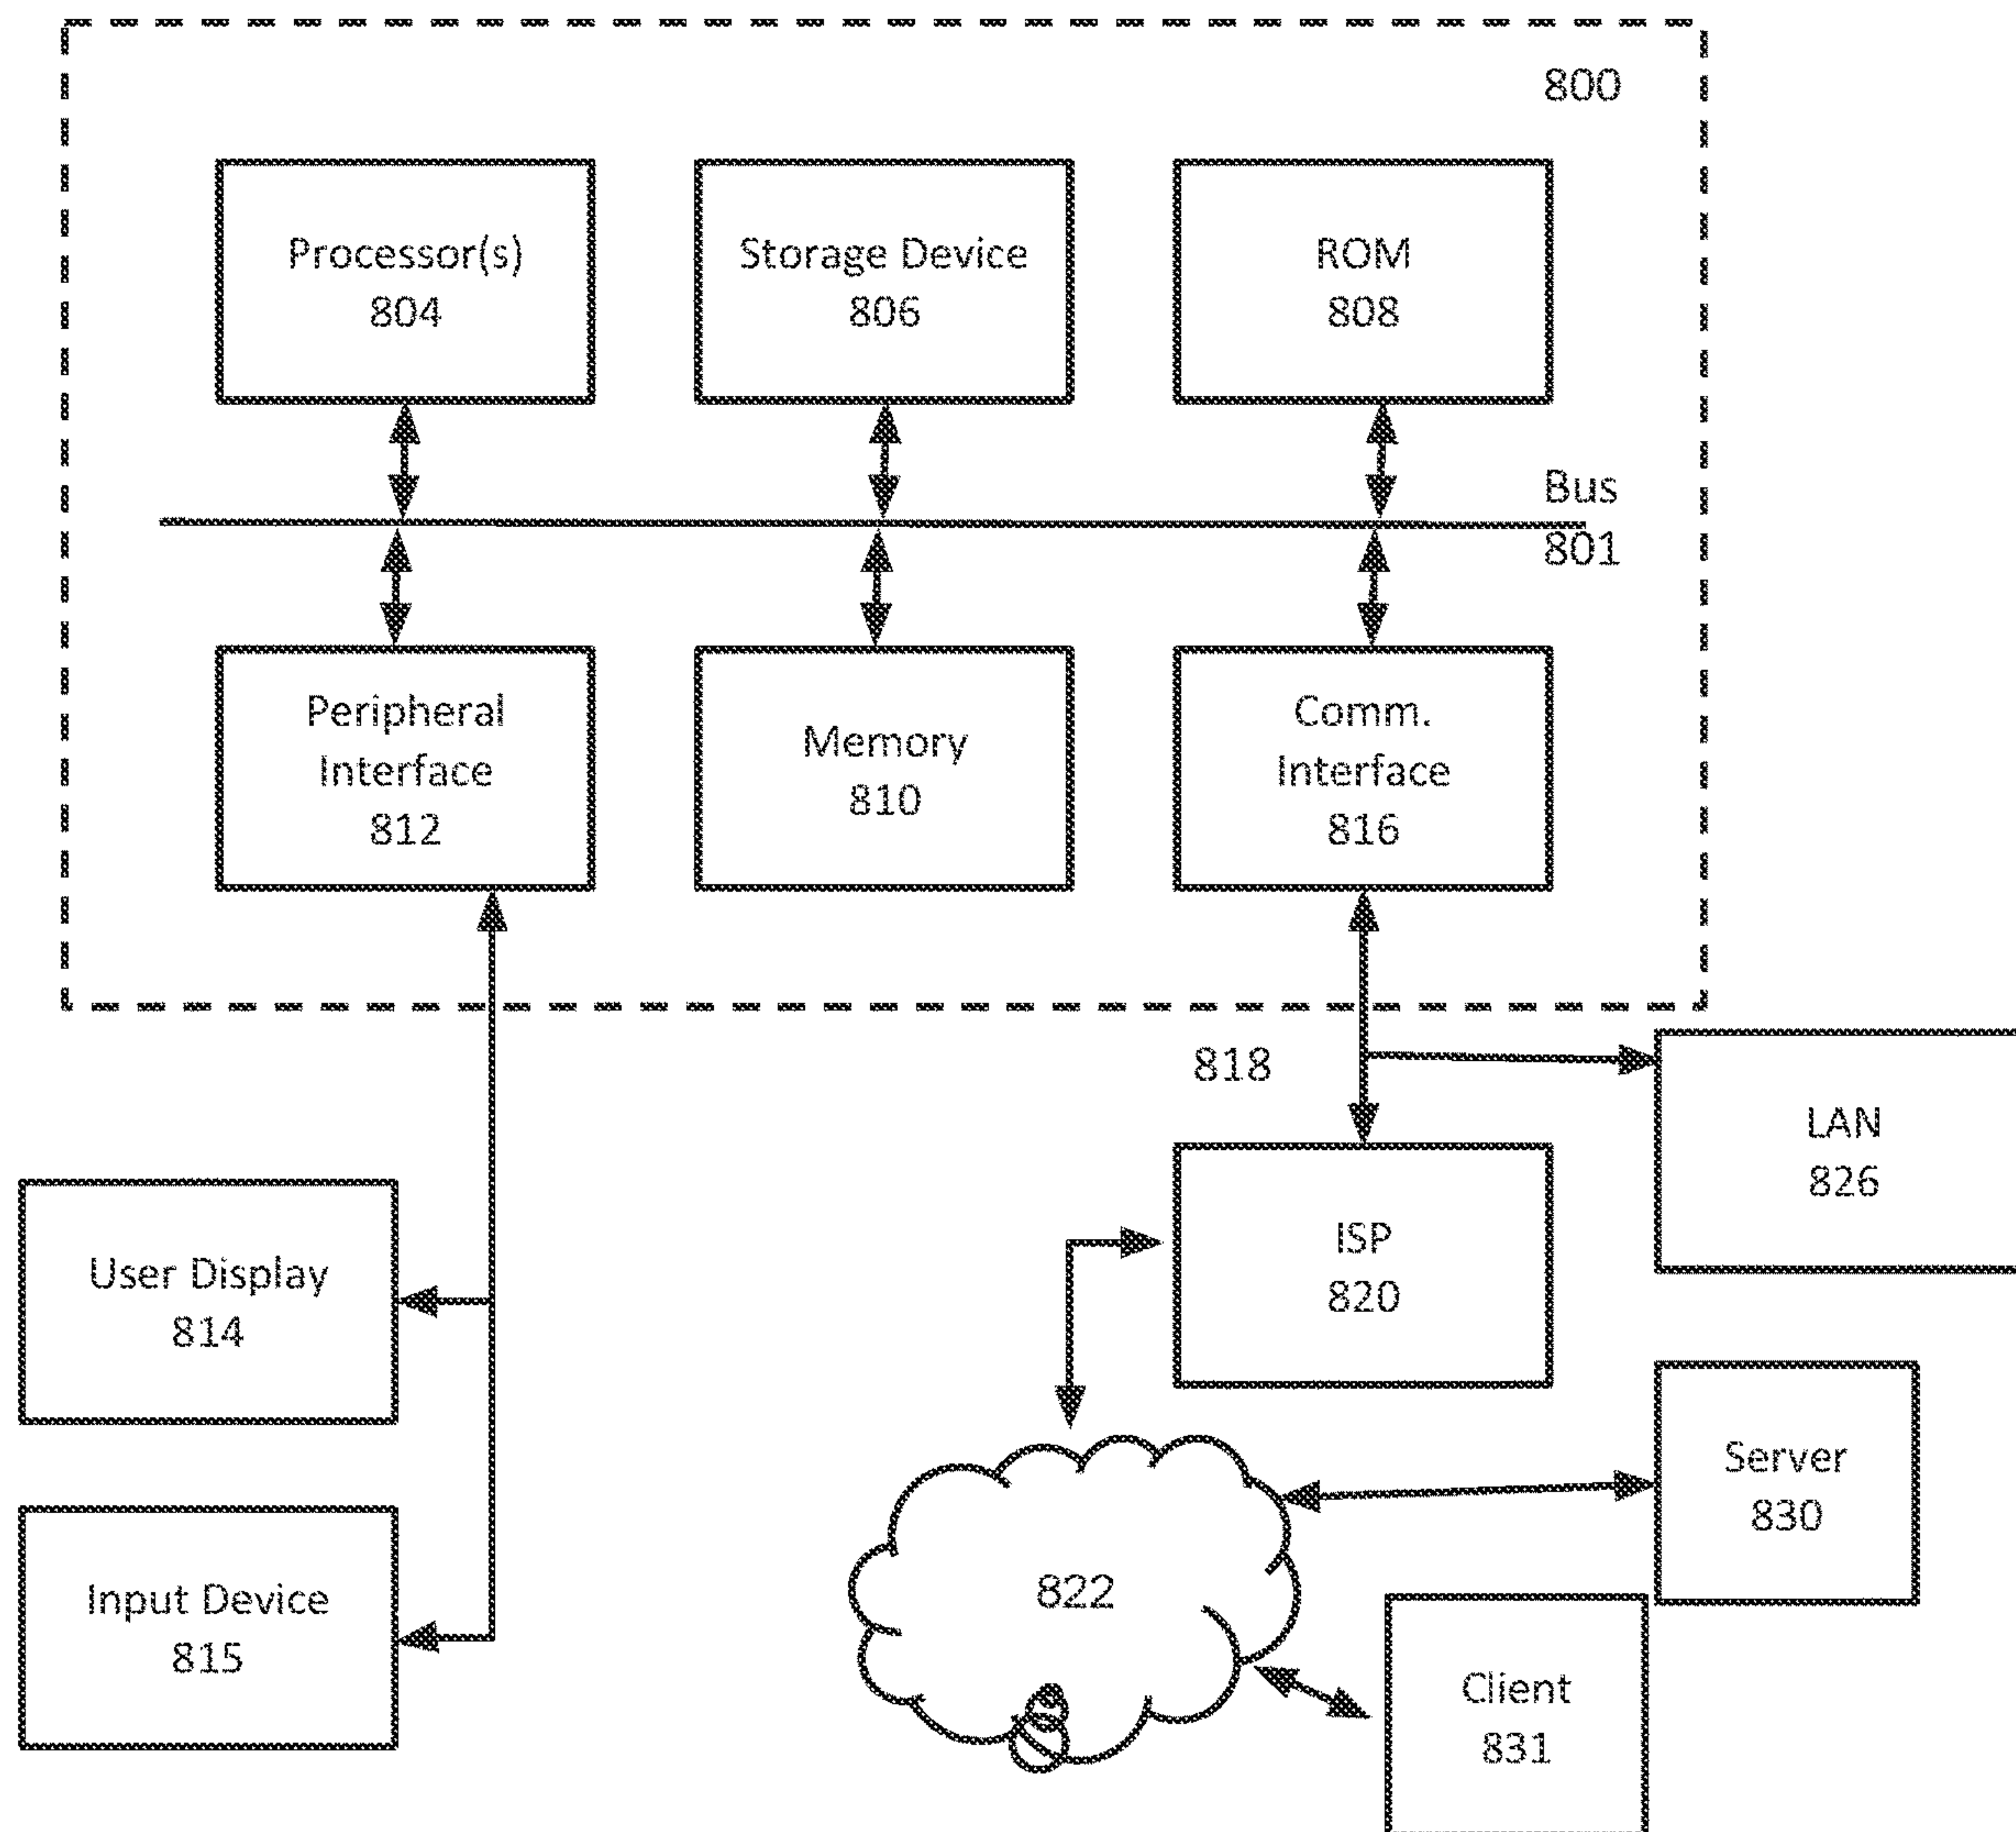 800
Processor(s)
804
Storage Device
806
ROM
808
Bus
801
Peripheral
Interface
812
Memory
810
Comm.
Interface
816
818
LAN
826
User Display
814
ISP
820
Server
830
Input Device
815
822
Client
831